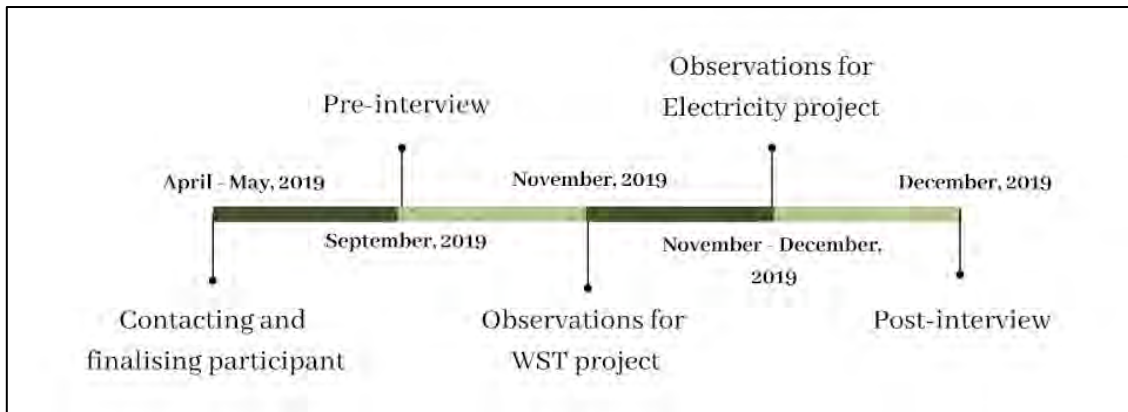 Observations for
Electricity project
Pre-interview
April - May, 2019
November, 2019
December, 2019
September, 2019
November - December,
2019
Contacting and
finalising participant
Observations for
WST project
Post-interview